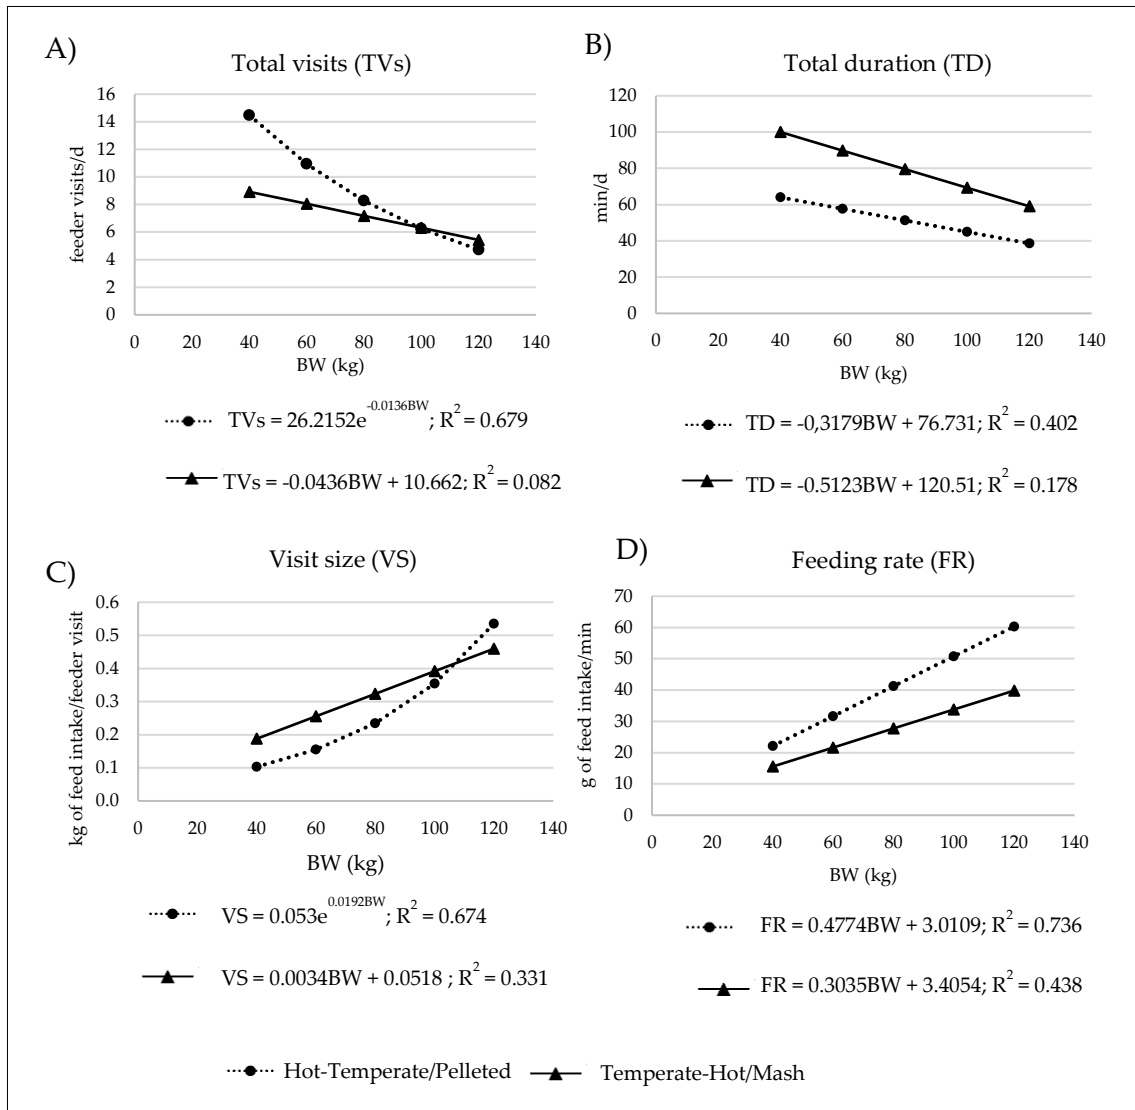 A)
Total visits (TVs)
feeder visits/d
16
14
12
10
8
6
4
2
0
0 20 40 60 80 100 120 140
BW (kg)
TVs = 26.2152e^-0.0136BW; R^2 = 0.679
TVs = -0.0436BW + 10.662; R^2 = 0.082
B)
Total duration (TD)
min/d
120
100
80
60
40
20
0
0 20 40 60 80 100 120 140
BW (kg)
TD = -0,3179BW + 76.731; R^2 = 0.402
TD = -0.5123BW + 120.51; R^2 = 0.178
C)
Visit size (VS)
kg of feed intake/feeder visit
0.6
0.5
0.4
0.3
0.2
0.1
0.0
0 20 40 60 80 100 120 140
BW (kg)
VS = 0.053e^0.0192BW; R^2 = 0.674
VS = 0.0034BW + 0.0518 ; R^2 = 0.331
D)
Feeding rate (FR)
g of feed intake/min
70
60
50
40
30
20
10
0
0 20 40 60 80 100 120 140
BW (kg)
FR = 0.4774BW + 3.0109; R^2 = 0.736
FR = 0.3035BW + 3.4054; R^2 = 0.438
Hot-Temperate/Pelleted Temperate-Hot/Mash